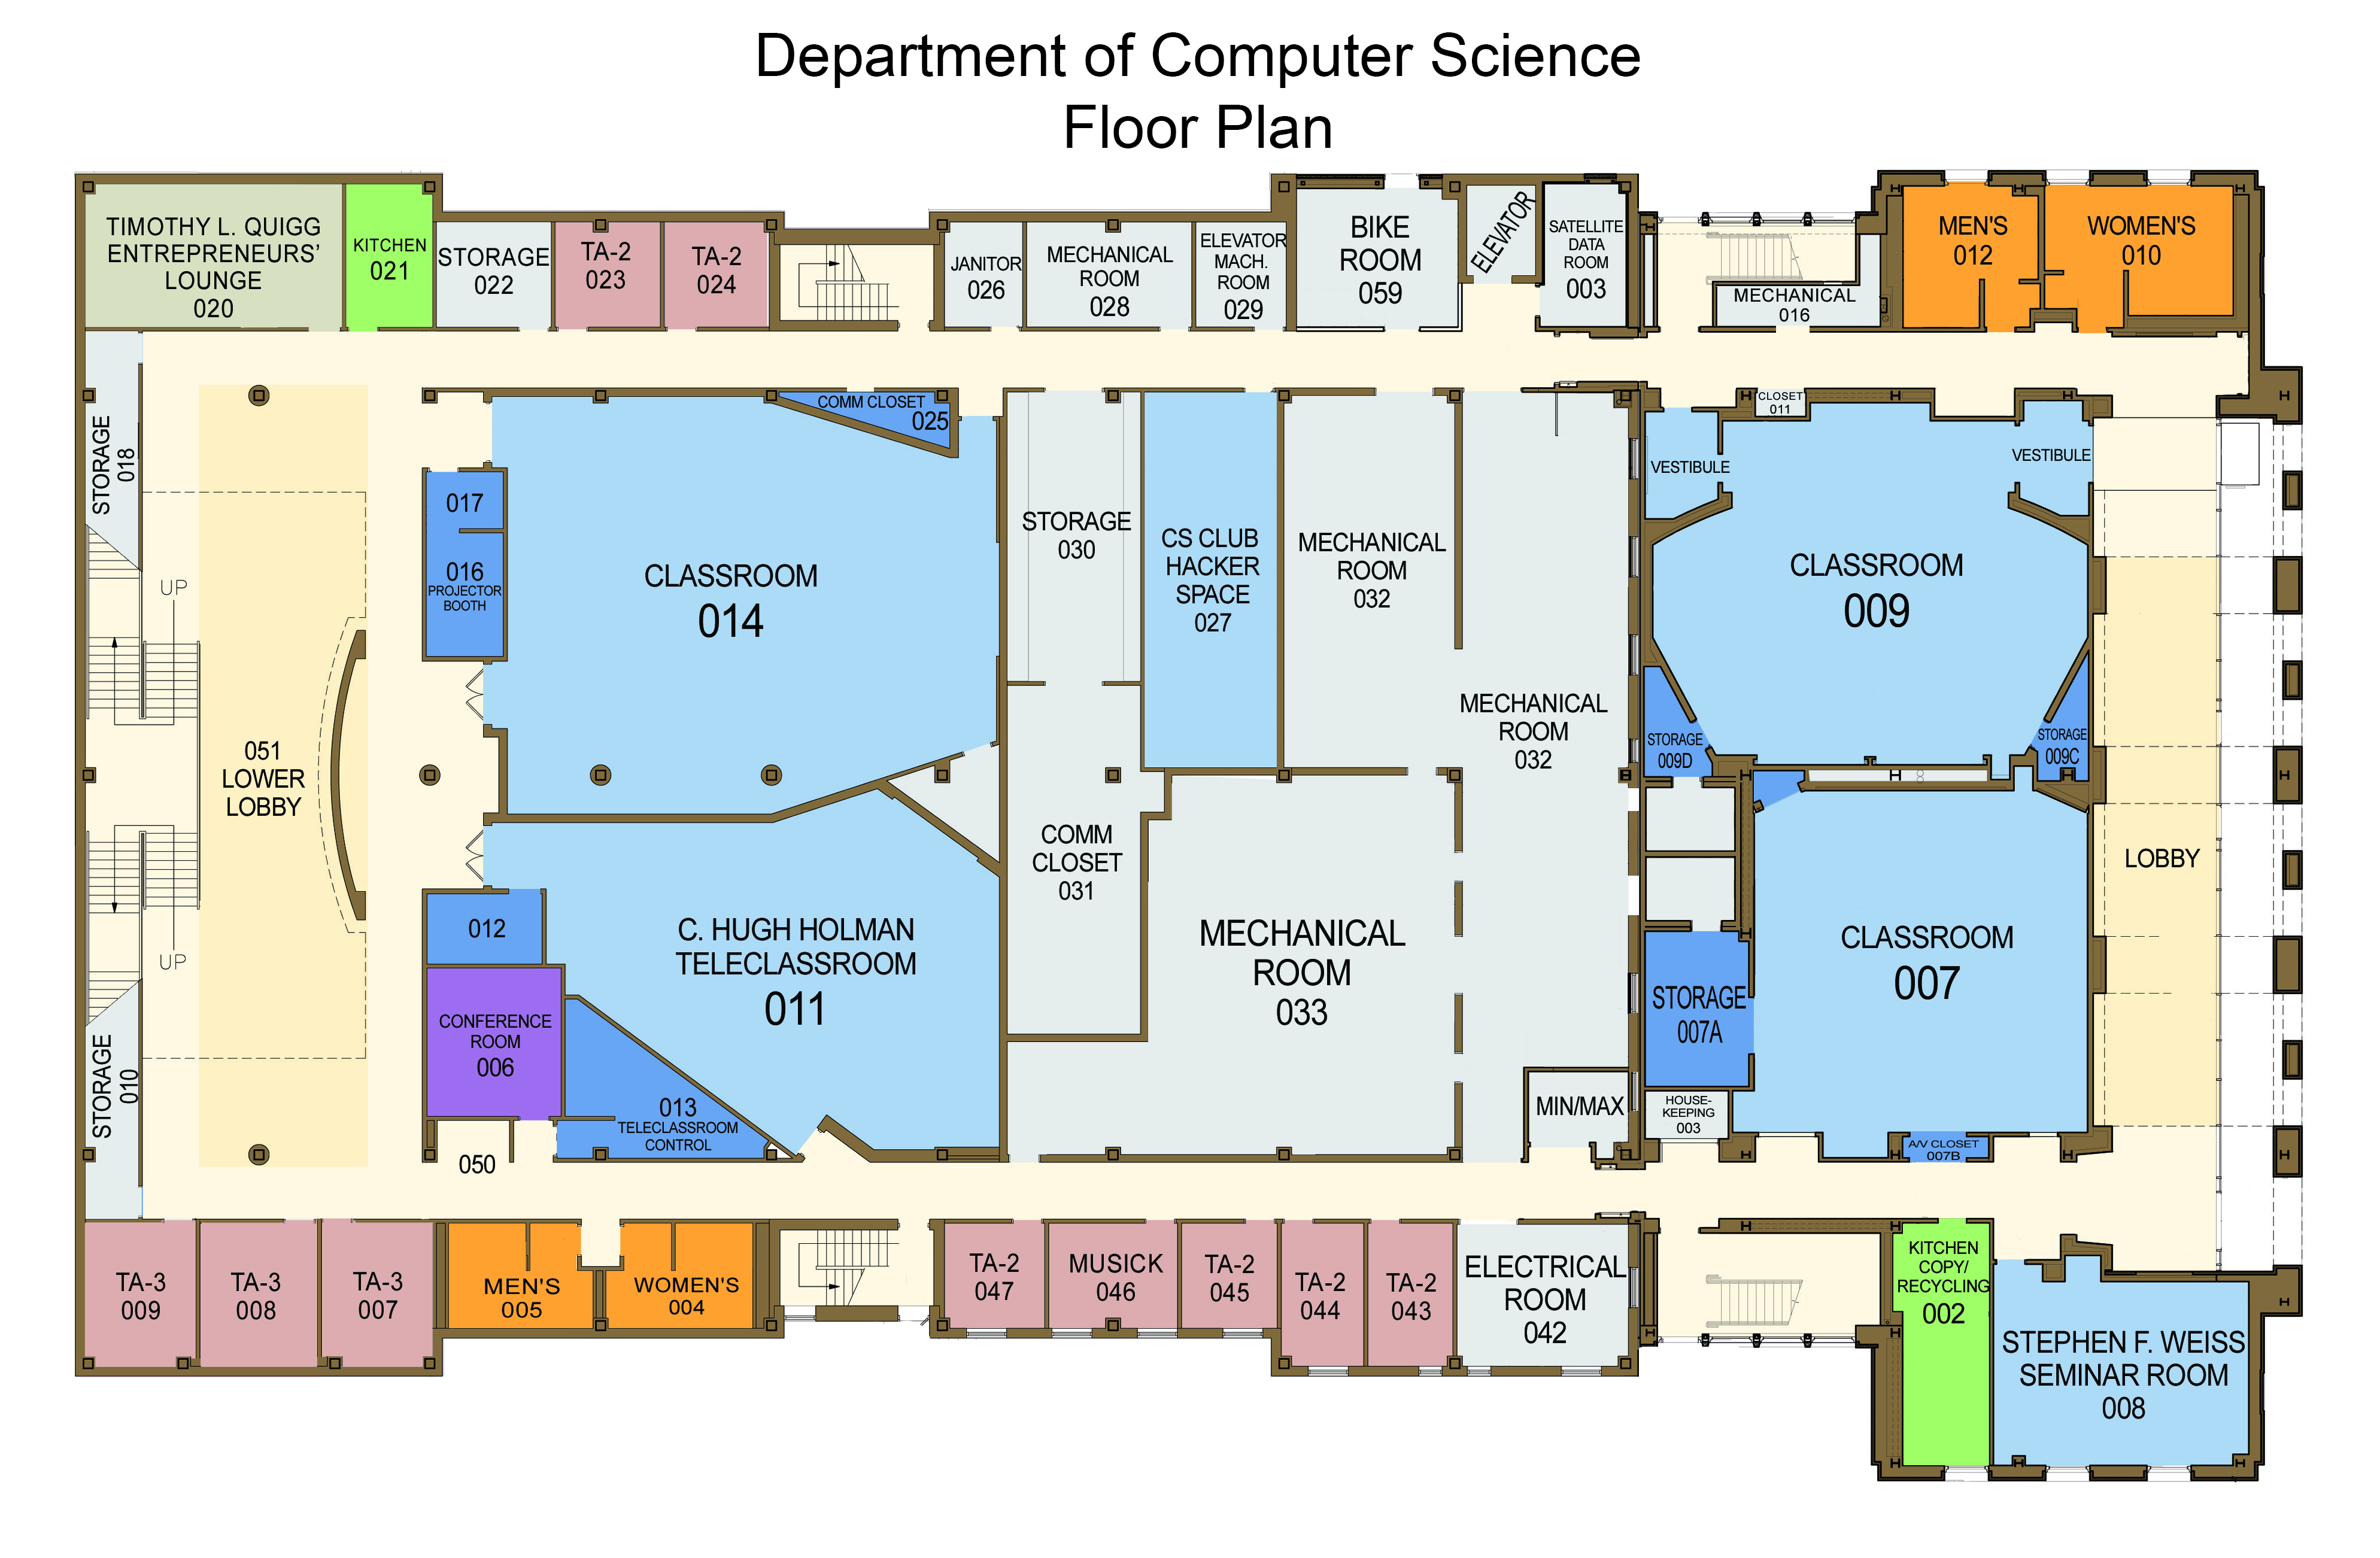 Department of Computer Science
Floor Plan
TIMOTHY L. QUIGG
ENTREPRENEURS'
LOUNGE
020
KITCHEN
021
STORAGE
022
TA-2
023
TA-2
024
JANITOR
026
MECHANICAL
ROOM
028
ELEVATOR
MACH.
ROOM
029
BIKE
ROOM
059
ELEVATOR
SATELLITE
DATA
ROOM
003
MECHANICAL
016
MEN'S
012
WOMEN'S
010
STORAGE
018
COMM CLOSET
025
CLOSET
011
VESTIBULE
VESTIBULE
017
016
PROJECTOR
BOOTH
CLASSROOM
014
STORAGE
030
CS CLUB
HACKER
SPACE
027
MECHANICAL
ROOM
032
MECHANICAL
ROOM
032
CLASSROOM
009
UP
051
LOWER
LOBBY
STORAGE
009D
STORAGE
009C
COMM
CLOSET
031
LOBBY
UP
012
C. HUGH HOLMAN
TELECLASSROOM
011
MECHANICAL
ROOM
033
CLASSROOM
007
STORAGE
007A
CONFERENCE
ROOM
006
STORAGE
010
013
TELECLASSROOM
CONTROL
MIN/MAX
HOUSE-
KEEPING
003
A/V CLOSET
007B
050
TA-3
009
TA-3
008
TA-3
007
MEN'S
005
WOMEN'S
004
TA-2
047
MUSICK
046
TA-2
045
TA-2
044
TA-2
043
ELECTRICAL
ROOM
042
KITCHEN
COPY/
RECYCLING
002
STEPHEN F. WEISS
SEMINAR ROOM
008